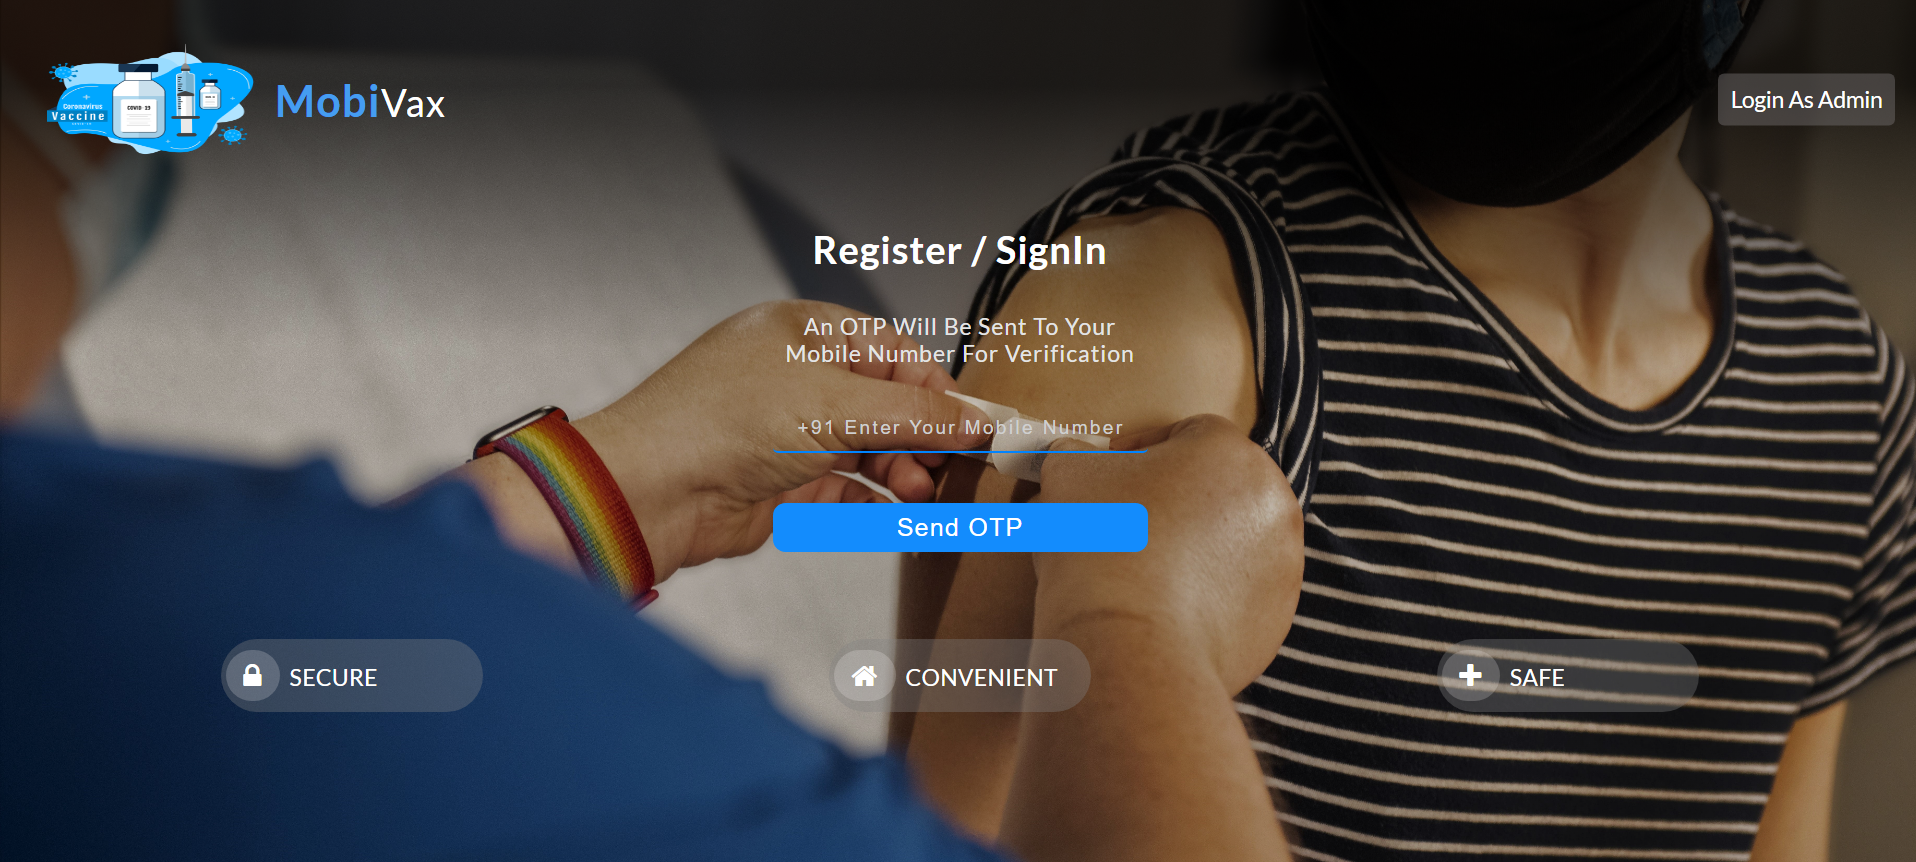 Coronavirus
Vaccine
COVID-19
MobiVax
Login As Admin
Register / SignIn
An OTP Will Be Sent To Your
Mobile Number For Verification
+91 Enter Your Mobile Number
Send OTP
SECURE
CONVENIENT
SAFE